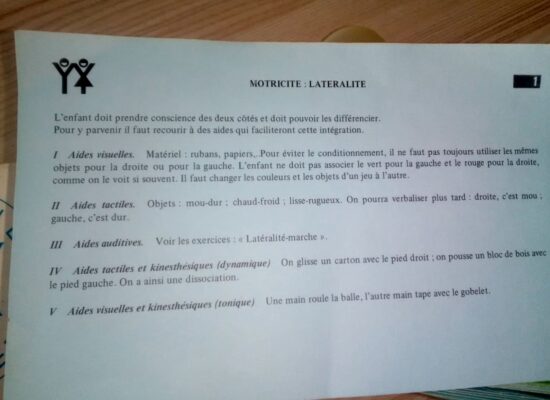 MOTRICITE : LATERALITE
1
L'enfant doit prendre conscience des deux côtés et doit pouvoir les différencier.
Pour y parvenir il faut recourir à des aides qui faciliteront cette intégration.
I Aides visuelles. Matériel : rubans, papiers,..Pour éviter le conditionnement, il ne faut pas toujours utiliser les mêmes
objets pour la droite ou pour la gauche. L'enfant ne doit pas associer le vert pour la gauche et le rouge pour la droite,
comme on le voit si souvent. Il faut changer les couleurs et les objets d'un jeu à l'autre.
II Aides tactiles. Objets : mou-dur ; chaud-froid ; lisse-rugueux. On pourra verbaliser plus tard : droite, c'est mou ;
gauche, c'est dur.
III Aides auditives. Voir les exercices : « Latéralité-marche ».
IV Aides tactiles et kinesthésiques (dynamique) On glisse un carton avec le pied droit ; on pousse un bloc de bois avec
le pied gauche. On a ainsi une dissociation.
V Aides visuelles et kinesthésiques (tonique) Une main roule la balle, l'autre main tape avec le gobelet.